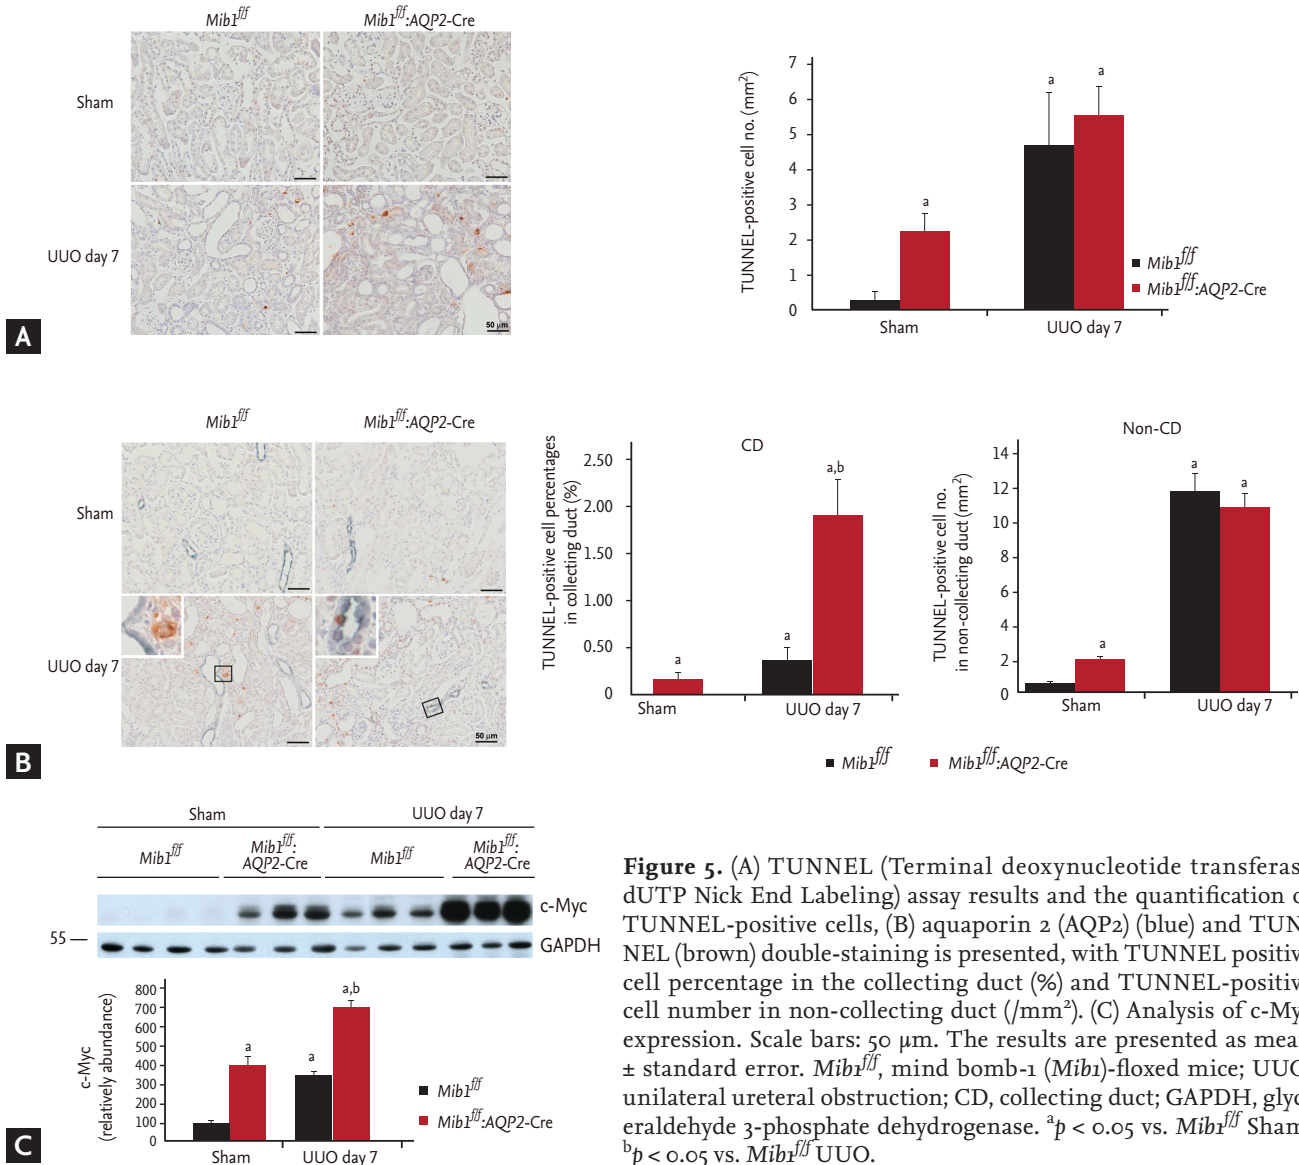 Mib1f/f
Mib1f/f:AQP2-Cre
Sham
UUO day 7
50 μm
A
TUNNEL-positive cell no. (mm2)
7
6
5
4
3
2
1
0
a
a
a
Sham
UUO day 7
Mib1f/f
Mib1f/f:AQP2-Cre
Mib1f/f
Mib1f/f:AQP2-Cre
Sham
UUO day 7
50 μm
B
CD
TUNNEL-positive cell percentages
in collecting duct (%)
2.50
2.00
1.50
1.00
0.50
0
a
a
a,b
Sham
UUO day 7
Non-CD
TUNNEL-positive cell no.
in non-collecting duct (mm2)
14
12
10
8
6
4
2
0
a
a
a
Sham
UUO day 7
Mib1f/f
Mib1f/f:AQP2-Cre
Sham
UUO day 7
Mib1f/f
Mib1f/f:
AQP2-Cre
Mib1f/f
Mib1f/f:
AQP2-Cre
c-Myc
55
GAPDH
c-Myc
(relatively abundance)
800
700
600
500
400
300
200
100
0
a
a
a,b
Sham
UUO day 7
Mib1f/f
Mib1f/f:AQP2-Cre
C
Figure 5. (A) TUNNEL (Terminal deoxynucleotide transferas
dUTP Nick End Labeling) assay results and the quantification o
TUNNEL-positive cells, (B) aquaporin 2 (AQP2) (blue) and TUN
NEL (brown) double-staining is presented, with TUNNEL positiv
cell percentage in the collecting duct (%) and TUNNEL-positiv
cell number in non-collecting duct (/mm2). (C) Analysis of c-My
expression. Scale bars: 50 μm. The results are presented as mea
± standard error. Mib1f/f, mind bomb-1 (Mib1)-floxed mice; UUO
unilateral ureteral obstruction; CD, collecting duct; GAPDH, glyc
eraldehyde 3-phosphate dehydrogenase. ap < 0.05 vs. Mib1f/f Sham
bp < 0.05 vs. Mib1f/f UUO.